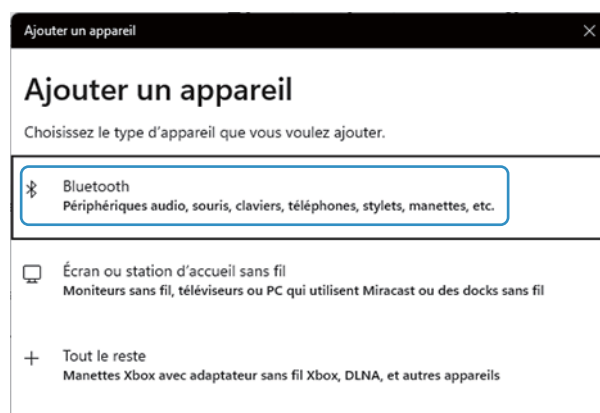 Ajouter un appareil
Ajouter un appareil
Choisissez le type d'appareil que vous voulez ajouter.
Bluetooth
Périphériques audio, souris, claviers, téléphones, stylets, manettes, etc.
Écran ou station d'accueil sans fil
Moniteurs sans fil, téléviseurs ou PC qui utilisent Miracast ou des docks sans fil
Tout le reste
Manettes Xbox avec adaptateur sans fil Xbox, DLNA, et autres appareils